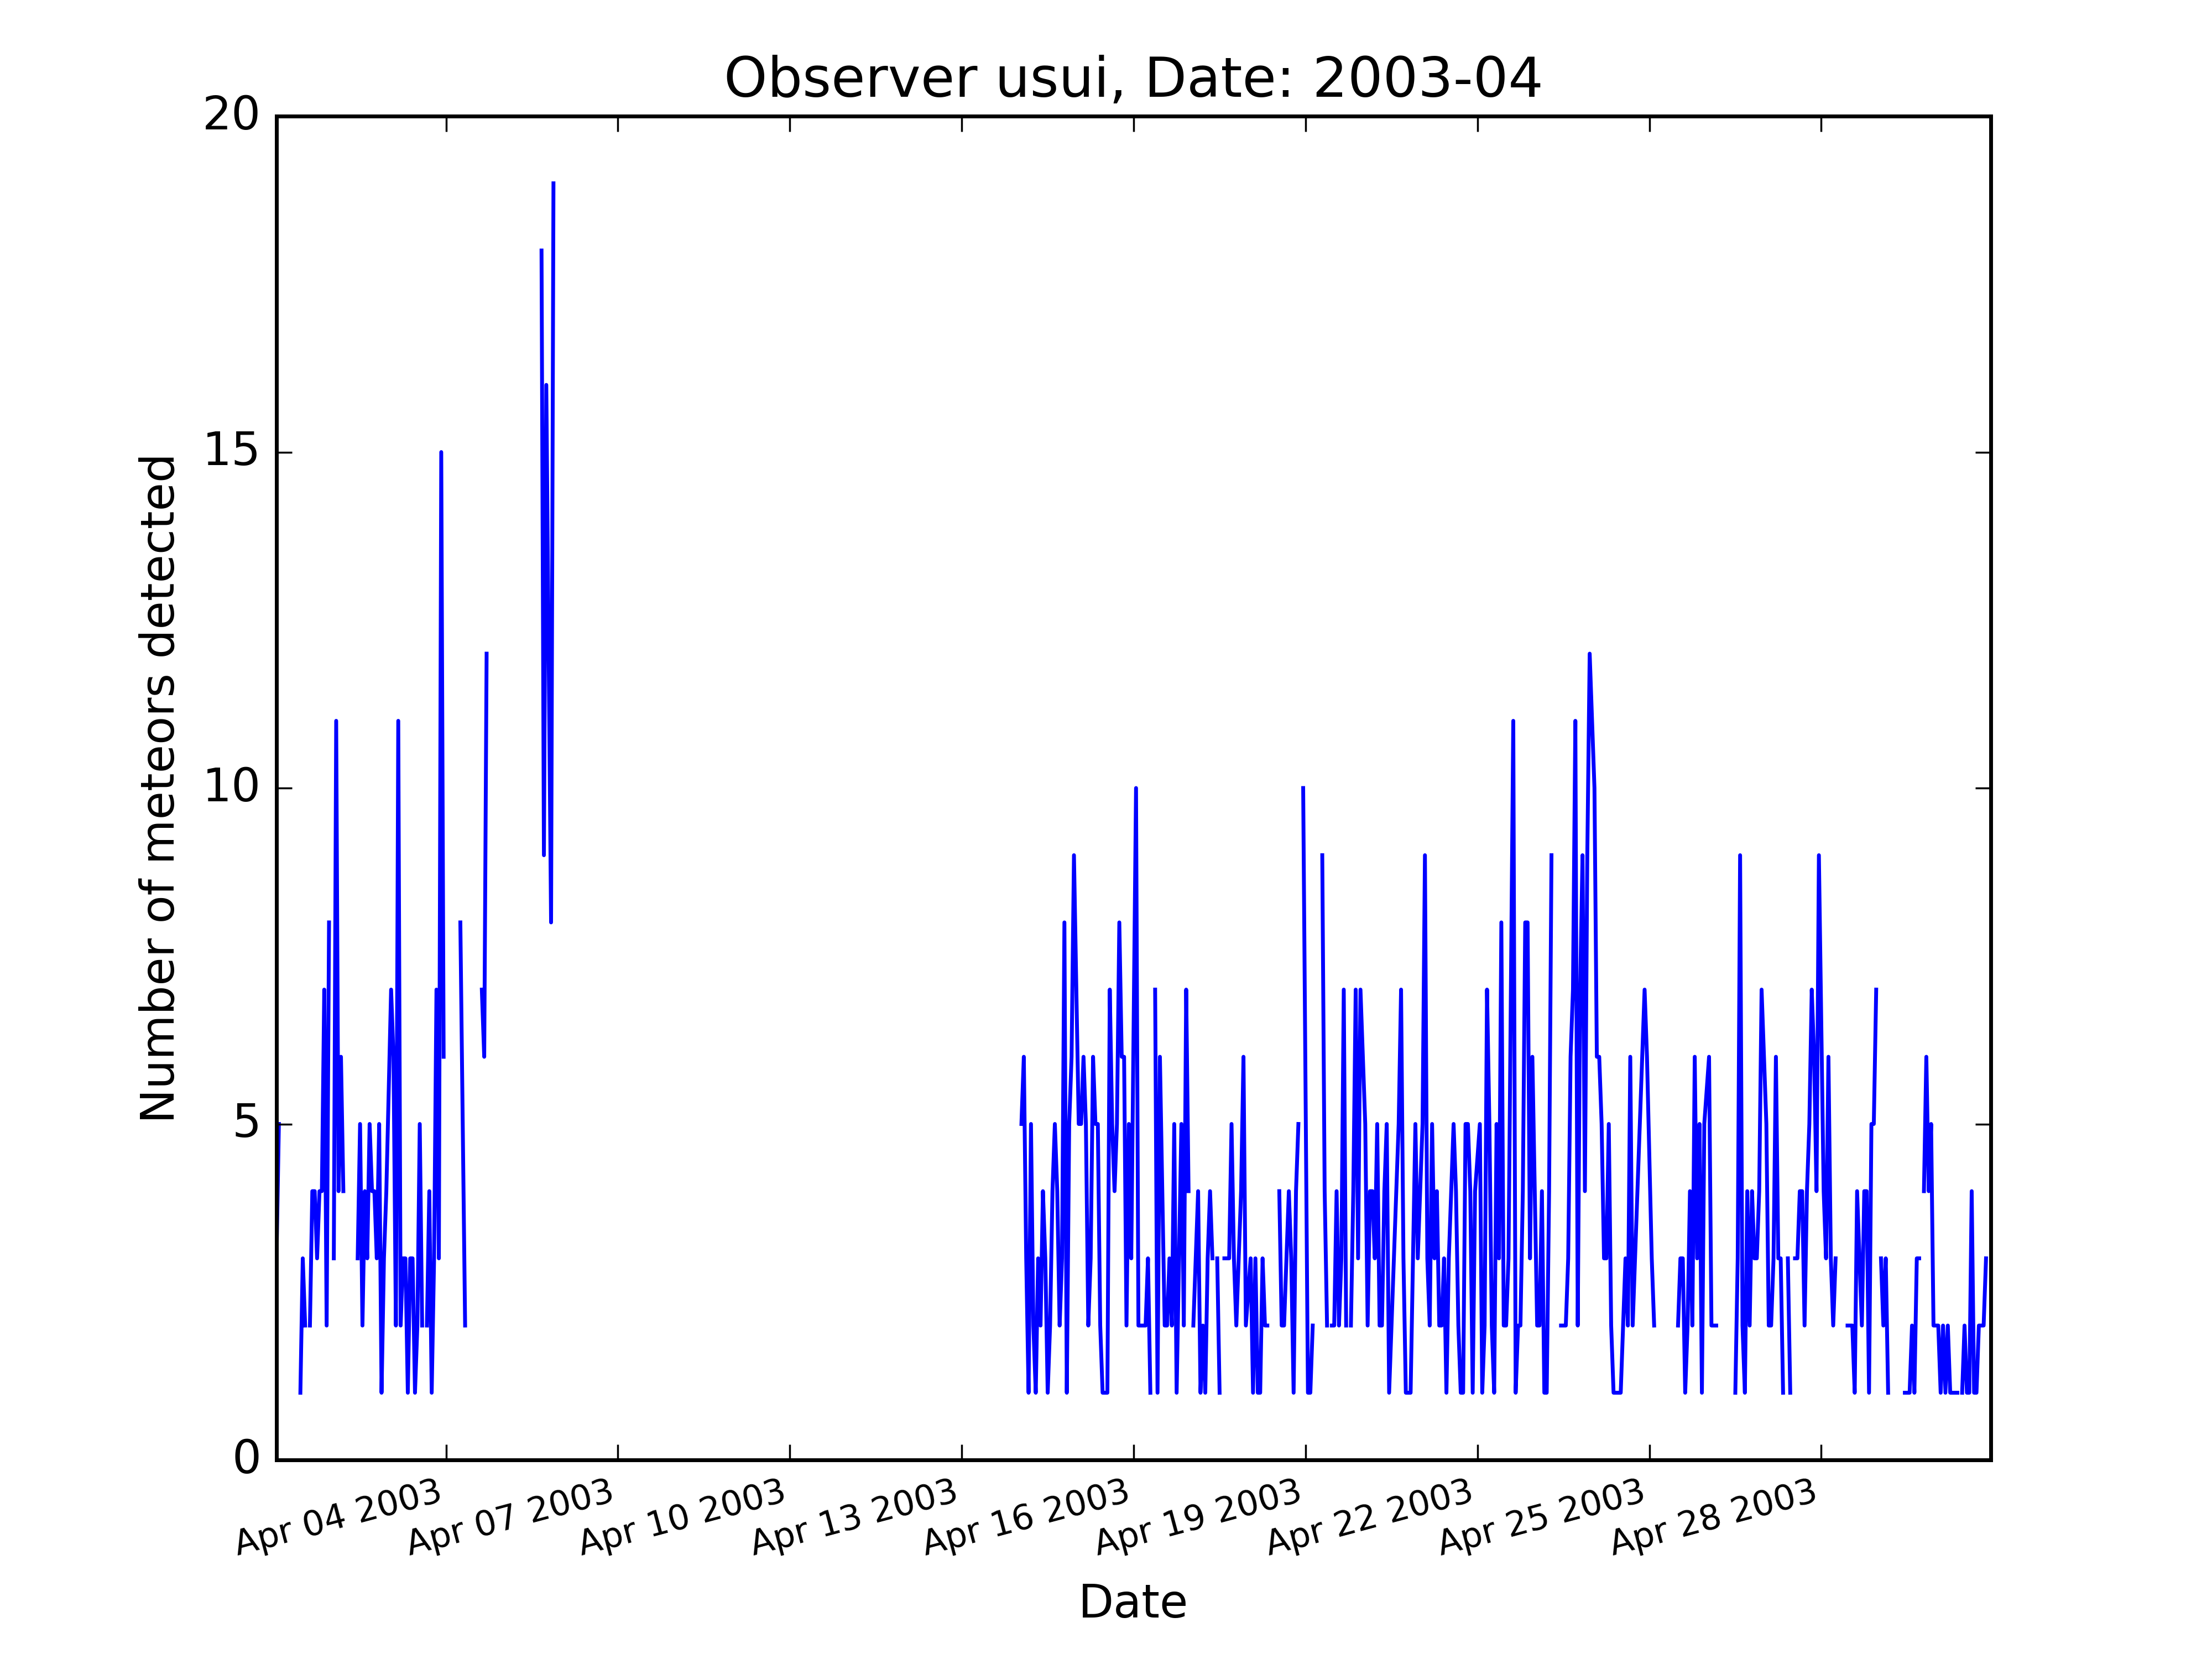 Observer usui, Date: 2003-04
20
15
10
5
0
Number of meteors detected
Apr 04 2003
Apr 07 2003
Apr 10 2003
Apr 13 2003
Apr 16 2003
Apr 19 2003
Apr 22 2003
Apr 25 2003
Apr 28 2003
Date